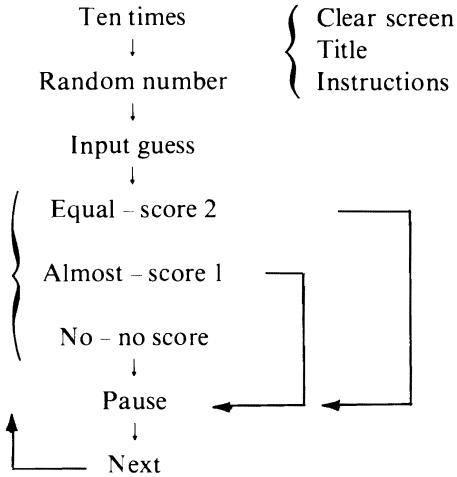 Ten times
Clear screen
Title
Instructions
Random number
Input guess
Equal – score 2
Almost – score 1
No – no score
Pause
Next